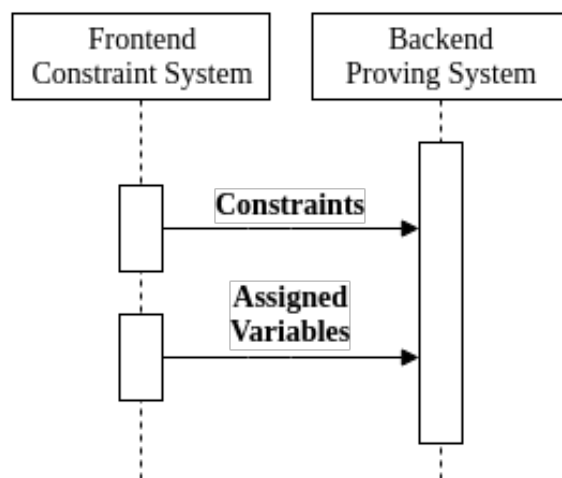 Frontend
Constraint System
Backend
Proving System
Constraints
Assigned
Variables